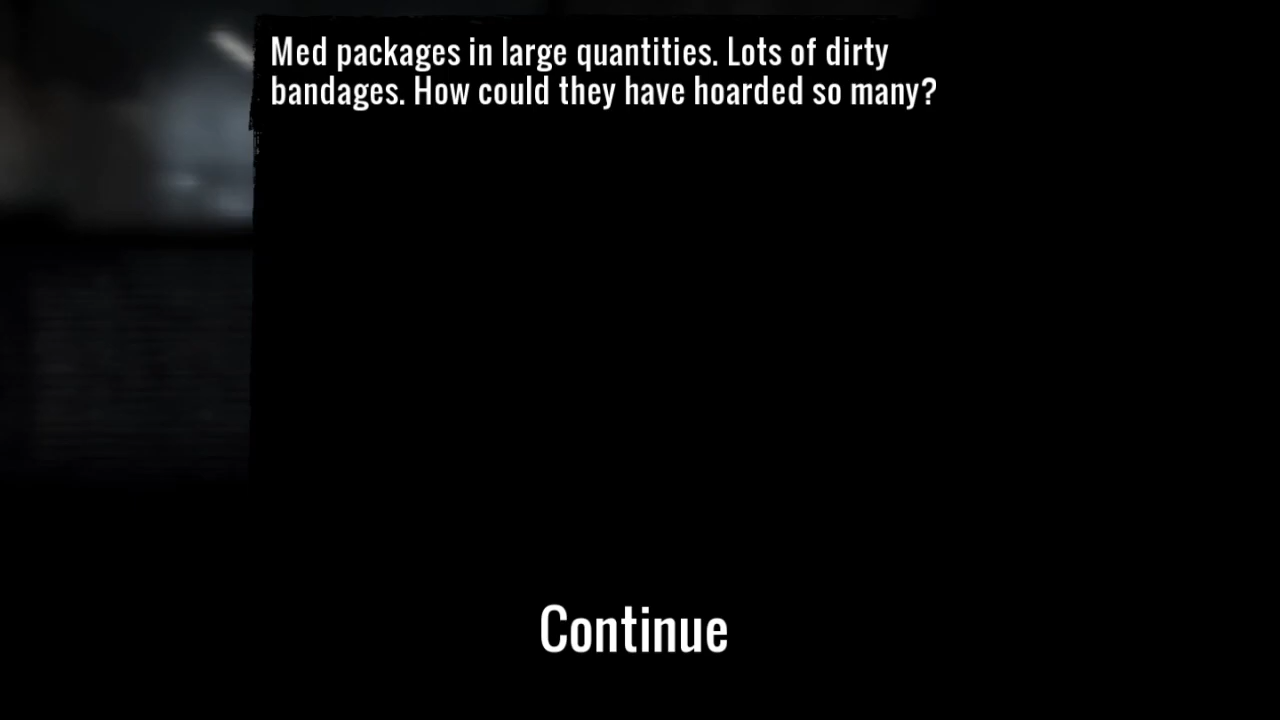 Med packages in large quantities. Lots of dirty
bandages. How could they have hoarded so many?
Continue